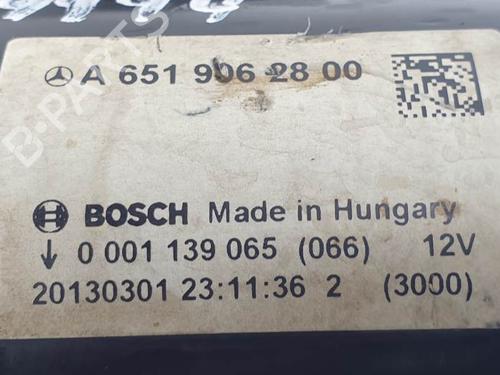 A 651 906 28 00
BOSCH Made in Hungary
0 001 139 065 (066) 12V
20130301 23:11:36 2 (3000)
B-PARTS